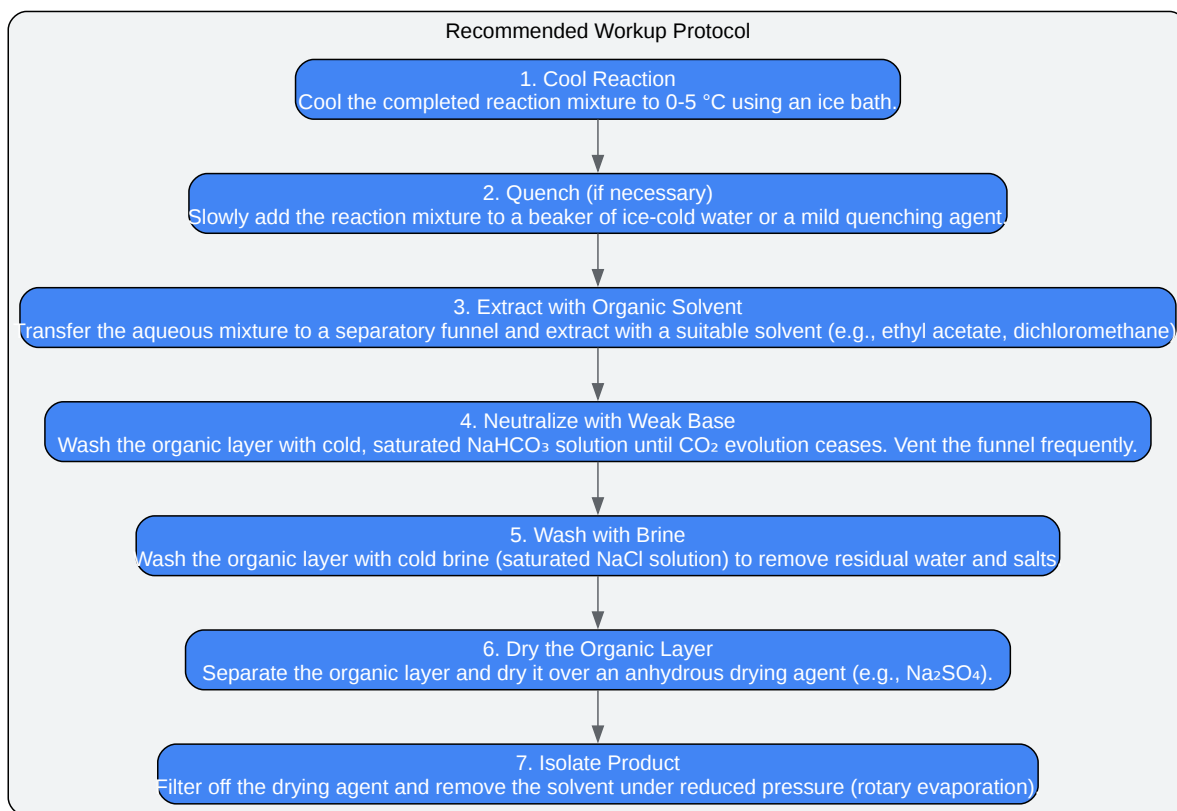 Recommended Workup Protocol
1. Cool Reaction
Cool the completed reaction mixture to 0-5 °C using an ice bath.
2. Quench (if necessary)
Slowly add the reaction mixture to a beaker of ice-cold water or a mild quenching agent.
3. Extract with Organic Solvent
Transfer the aqueous mixture to a separatory funnel and extract with a suitable solvent (e.g., ethyl acetate, dichloromethane)
4. Neutralize with Weak Base
Wash the organic layer with cold, saturated NaHCO₃ solution until CO₂ evolution ceases. Vent the funnel frequently.
5. Wash with Brine
Wash the organic layer with cold brine (saturated NaCl solution) to remove residual water and salts
6. Dry the Organic Layer
Separate the organic layer and dry it over an anhydrous drying agent (e.g., Na₂SO₄).
7. Isolate Product
Filter off the drying agent and remove the solvent under reduced pressure (rotary evaporation)